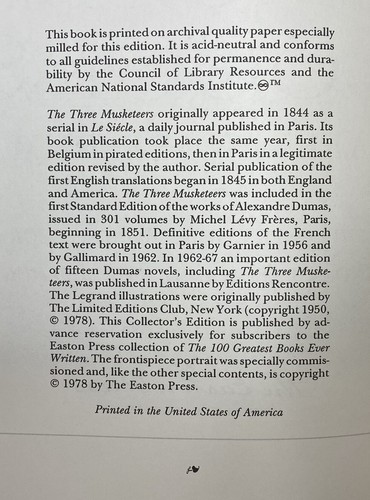 This book is printed on archival quality paper especially
milled for this edition. It is acid-neutral and conforms
to all guidelines established for permanence and dura-
bility by the Council of Library Resources and the
American National Standards Institute.♾™
The Three Musketeers originally appeared in 1844 as a
serial in Le Siécle, a daily journal published in Paris. Its
book publication took place the same year, first in
Belgium in pirated editions, then in Paris in a legitimate
edition revised by the author. Serial publication of the
first English translations began in 1845 in both England
and America. The Three Musketeers was included in the
first Standard Edition of the works of Alexandre Dumas,
issued in 301 volumes by Michel Lévy Frères, Paris,
beginning in 1851. Definitive editions of the French
text were brought out in Paris by Garnier in 1956 and
by Gallimard in 1962. In 1962-67 an important edition
of fifteen Dumas novels, including The Three Muske-
teers, was published in Lausanne by Editions Rencontre.
The Legrand illustrations were originally published by
The Limited Editions Club, New York (copyright 1950,
© 1978). This Collector's Edition is published by ad-
vance reservation exclusively for subscribers to the
Easton Press collection of The 100 Greatest Books Ever
Written. The frontispiece portrait was specially commis-
sioned and, like the other special contents, is copyright
© 1978 by The Easton Press.
Printed in the United States of America